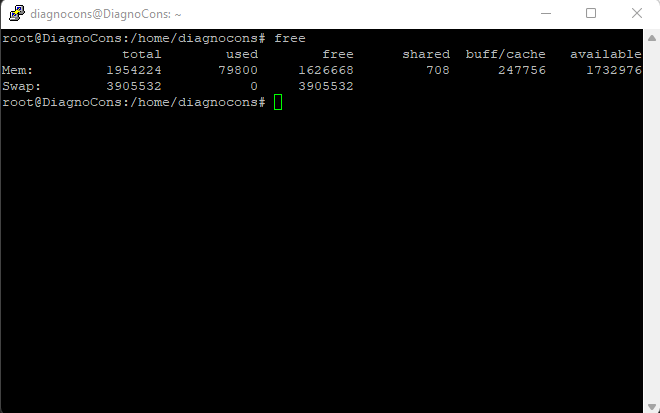 diagnocons@DiagnoCons: ~
root@DiagnoCons:/home/diagnocons# free
              total        used        free      shared  buff/cache   available
Mem:        1954224       79800     1626668         708      247756     1732976
Swap:       3905532           0     3905532
root@DiagnoCons:/home/diagnocons#